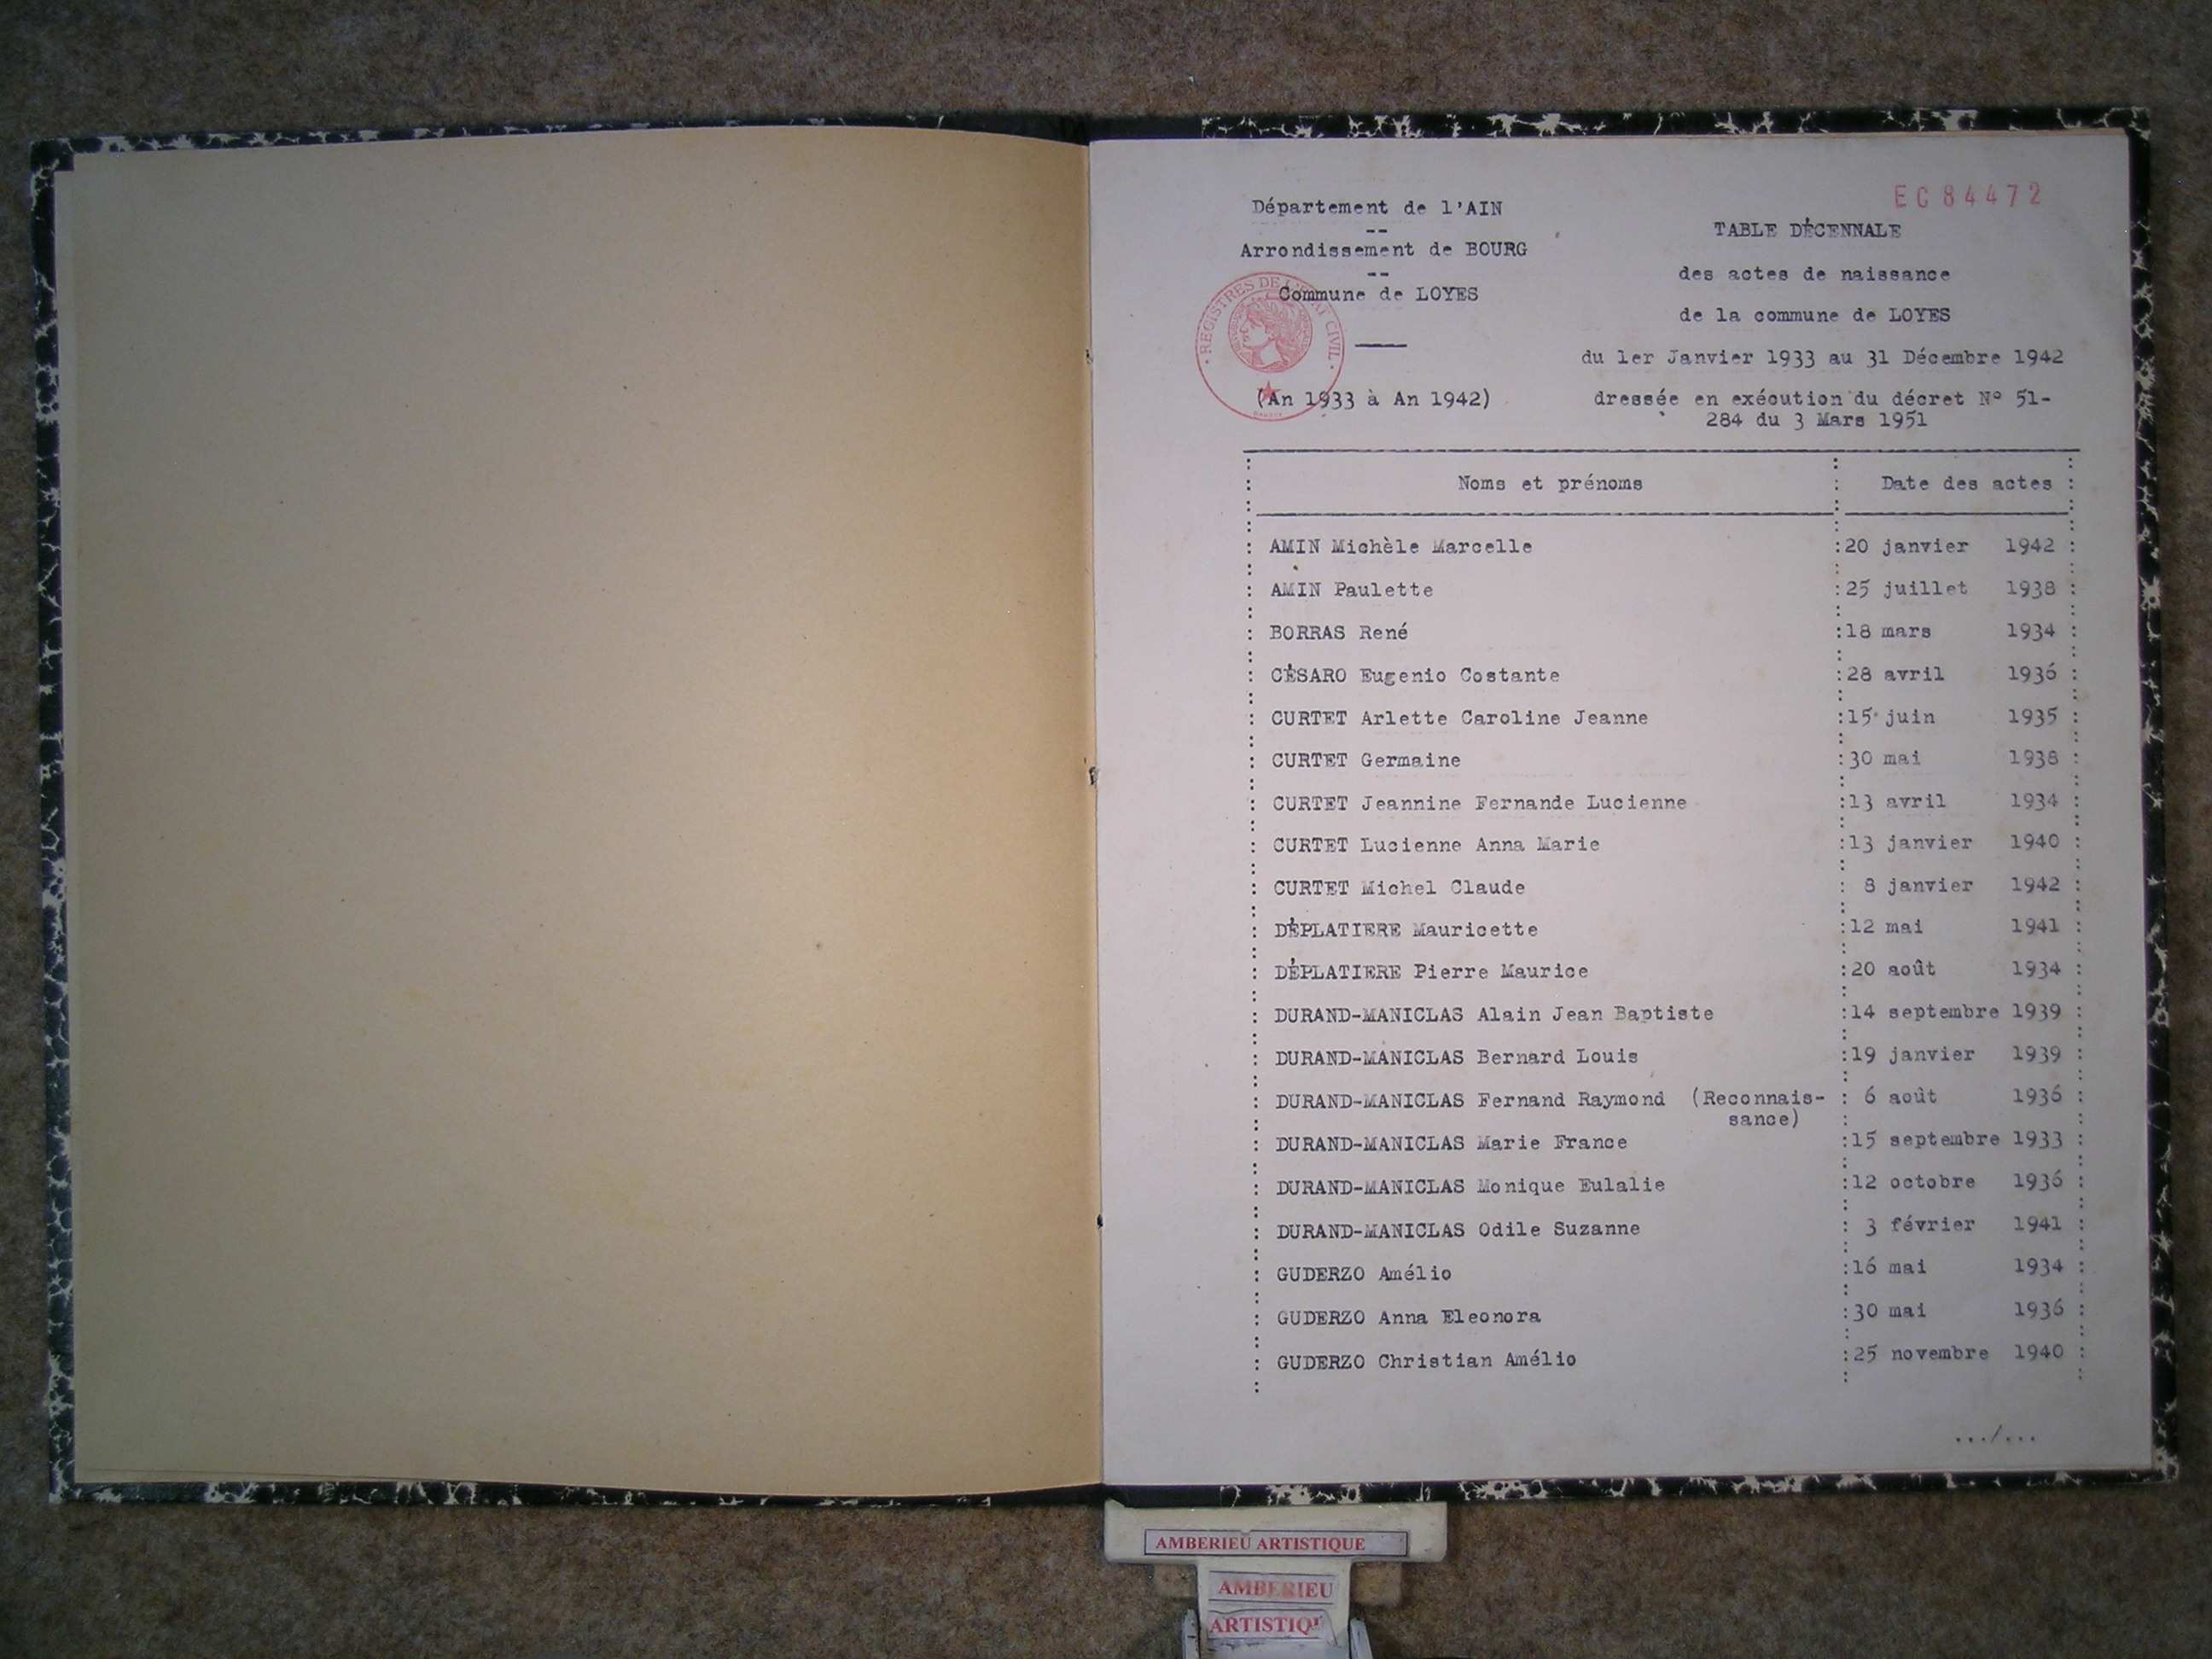 EC 84472
Département de l'AIN
--
Arrondissement de BOURG
--
Commune de LOYES
REGISTRES DE L'ETAT CIVIL
(An 1933 à An 1942)
TABLE DÉCENNALE
des actes de naissance
de la commune de LOYES
du 1er Janvier 1933 au 31 Décembre 1942
dressée en exécution du décret N° 51-
284 du 3 Mars 1951
Noms et prénoms : Date des actes :
: AMIN Michèle Marcelle :20 janvier 1942 :
: AMIN Paulette :25 juillet 1938 :
: BORRAS René :18 mars 1934 :
: CÉSARO Eugenio Costante :28 avril 1936 :
: CURTET Arlette Caroline Jeanne :15 juin 1935 :
: CURTET Germaine :30 mai 1938 :
: CURTET Jeannine Fernande Lucienne :13 avril 1934 :
: CURTET Lucienne Anna Marie :13 janvier 1940 :
: CURTET Michel Claude : 8 janvier 1942 :
: DÉPLATIERE Mauricette :12 mai 1941 :
: DÉPLATIERE Pierre Maurice :20 août 1934 :
: DURAND-MANICLAS Alain Jean Baptiste :14 septembre 1939 :
: DURAND-MANICLAS Bernard Louis :19 janvier 1939 :
: DURAND-MANICLAS Fernand Raymond (Reconnais- : 6 août 1936 :
sance)
: DURAND-MANICLAS Marie France :15 septembre 1933 :
: DURAND-MANICLAS Monique Eulalie :12 octobre 1936 :
: DURAND-MANICLAS Odile Suzanne : 3 février 1941 :
: GUDERZO Amélio :16 mai 1934 :
: GUDERZO Anna Eleonora :30 mai 1936 :
: GUDERZO Christian Amélio :25 novembre 1940 :
.../...
AMBERIEU ARTISTIQUE
AMBERIEU
ARTISTIQU